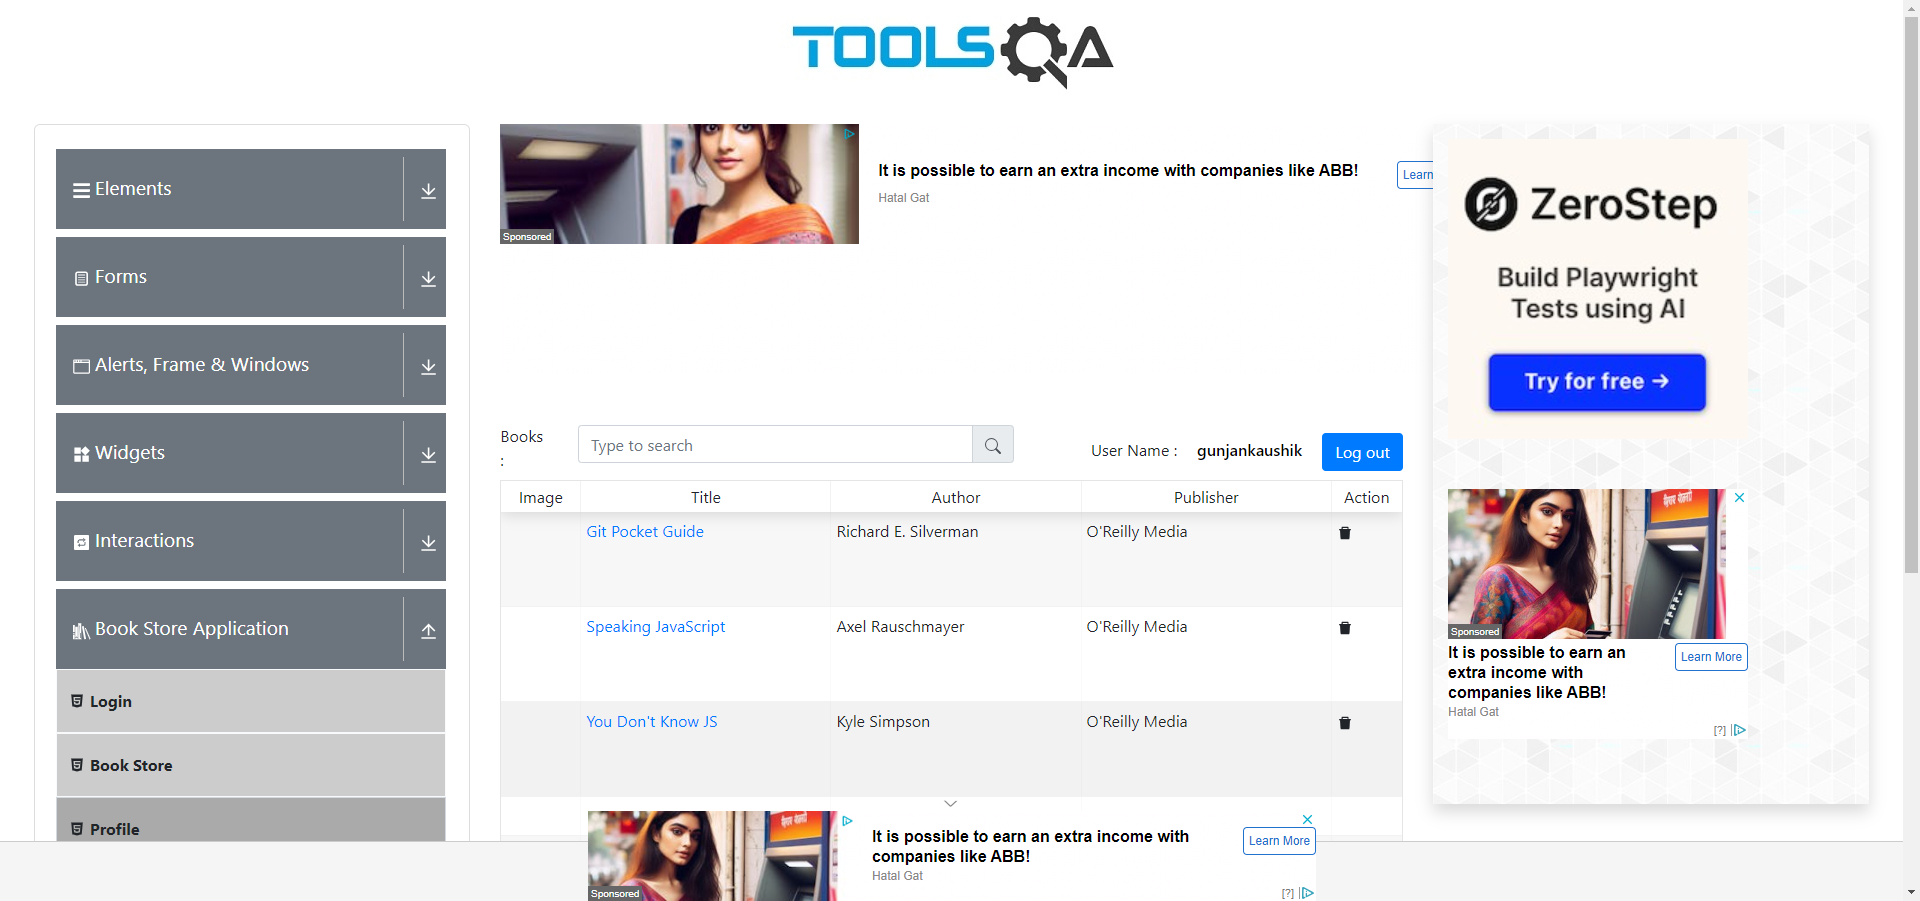 TOOLSQA
Elements
Forms
Alerts, Frame & Windows
Widgets
Interactions
Book Store Application
Login
Book Store
Profile
Sponsored
It is possible to earn an extra income with companies like ABB!
Hatal Gat
Learn
Books
:
Type to search
User Name :
gunjankaushik
Log out
Image Title Author Publisher Action
Git Pocket Guide Richard E. Silverman O'Reilly Media
Speaking JavaScript Axel Rauschmayer O'Reilly Media
You Don't Know JS Kyle Simpson O'Reilly Media
Sponsored
It is possible to earn an extra income with
companies like ABB!
Hatal Gat
Learn More
[?]
ZeroStep
Build Playwright
Tests using AI
Try for free →
Sponsored
It is possible to earn an
extra income with
companies like ABB!
Hatal Gat
Learn More
[?]